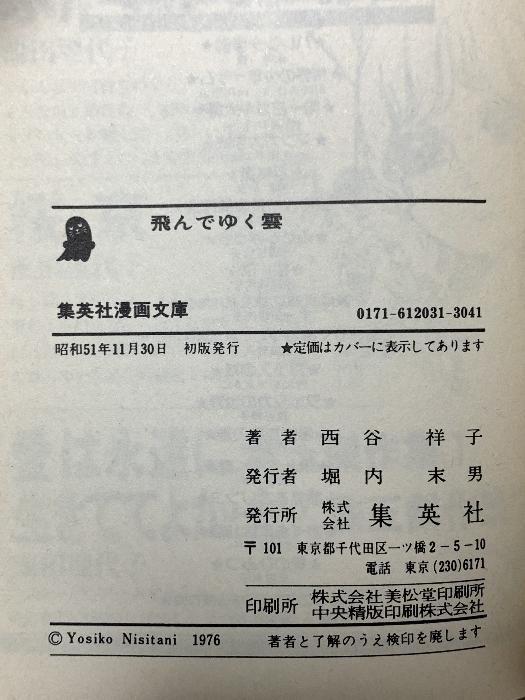 飛んでゆく雲
集英社漫画文庫 0171-612031-3041
昭和51年11月30日 初版発行 ★定価はカバーに表示してあります
著者 西谷祥子
発行者 堀内末男
発行所 株式会社 集英社
〒101 東京都千代田区一ツ橋2-5-10
電話 東京(230)6171
印刷所 株式会社美松堂印刷所
中央精版印刷株式会社
© Yosiko Nisitani 1976 著者と了解のうえ検印を廃します